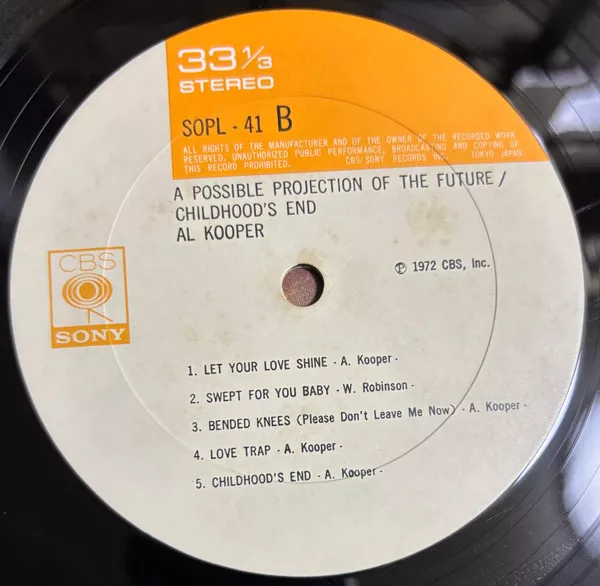 33 1/3
STEREO
SOPL - 41 B
ALL RIGHTS OF THE MANUFACTURER AND OF THE OWNER OF THE RECORDED WORK
RESERVED. UNAUTHORIZED PUBLIC PERFORMANCE, BROADCASTING AND COPYING OF
THIS RECORD PROHIBITED. CBS/SONY RECORDS INC. TOKYO JAPAN.
A POSSIBLE PROJECTION OF THE FUTURE/
CHILDHOOD'S END
AL KOOPER
CBS
SONY
Ⓟ 1972 CBS, Inc.
1. LET YOUR LOVE SHINE - A. Kooper -
2. SWEPT FOR YOU BABY - W. Robinson -
3. BENDED KNEES (Please Don't Leave Me Now) - A. Kooper -
4. LOVE TRAP - A. Kooper -
5. CHILDHOOD'S END - A. Kooper -